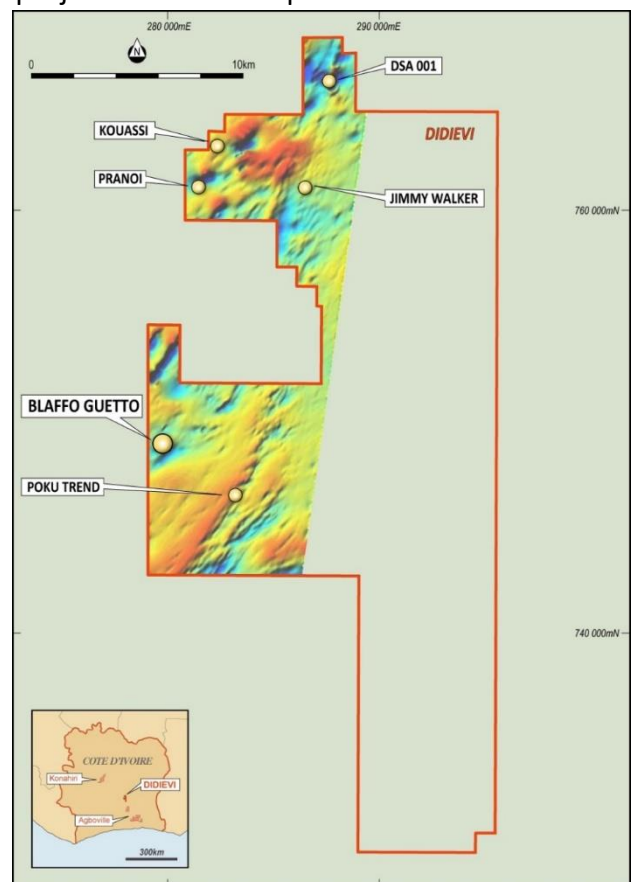 280 000mE
290 000mE
0
10km
N
DSA 001
KOUASSI
DIDIEVI
PRANOI
JIMMY WALKER
760 000mN
BLAFFO GUETTO
POKU TREND
740 000mN
COTE D'IVOIRE
Konahiri
DIDIEVI
Agboville
300km